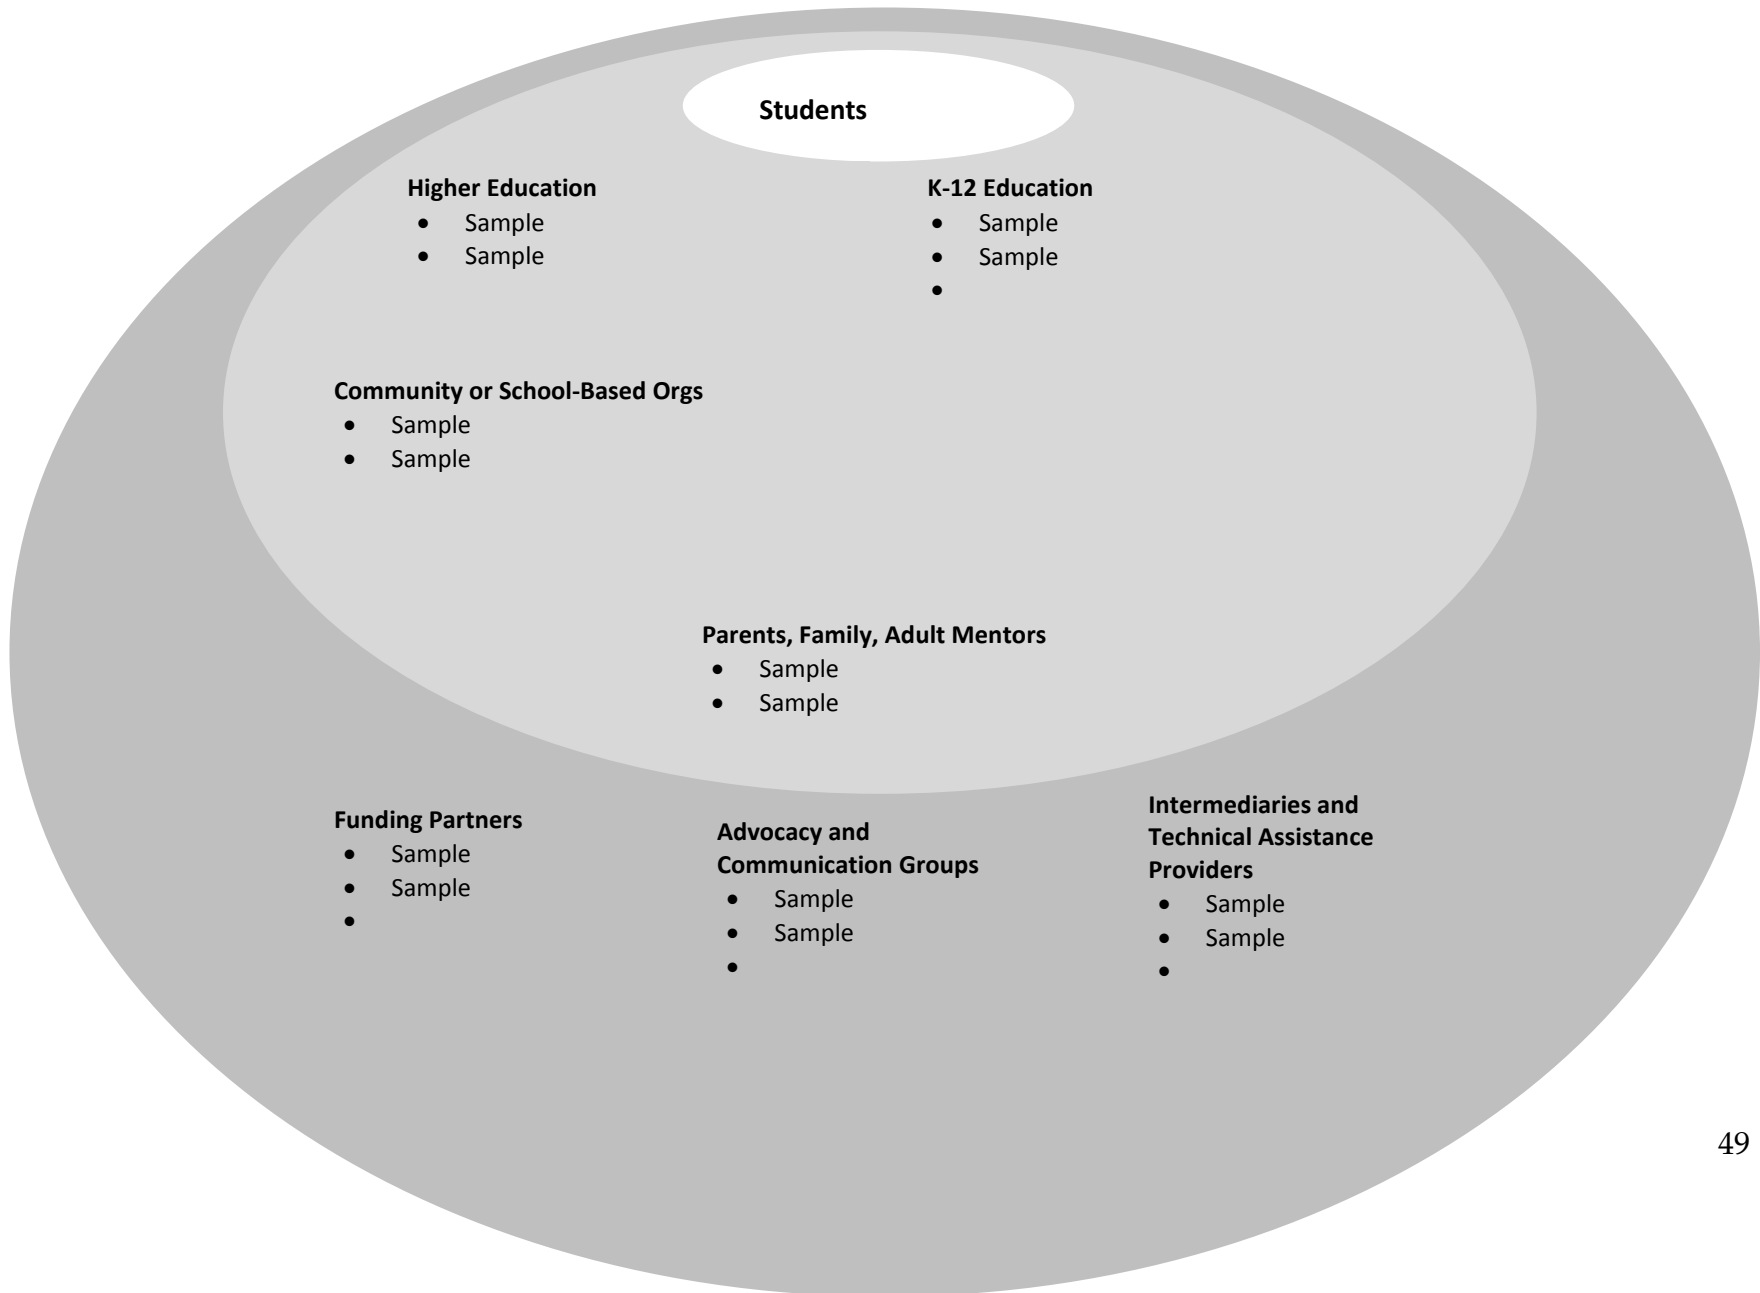 Students
Higher Education
• Sample
• Sample
K-12 Education
• Sample
• Sample
•
Community or School-Based Orgs
• Sample
• Sample
Parents, Family, Adult Mentors
• Sample
• Sample
Funding Partners
• Sample
• Sample
•
Advocacy and
Communication Groups
• Sample
• Sample
•
Intermediaries and
Technical Assistance
Providers
• Sample
• Sample
•
49